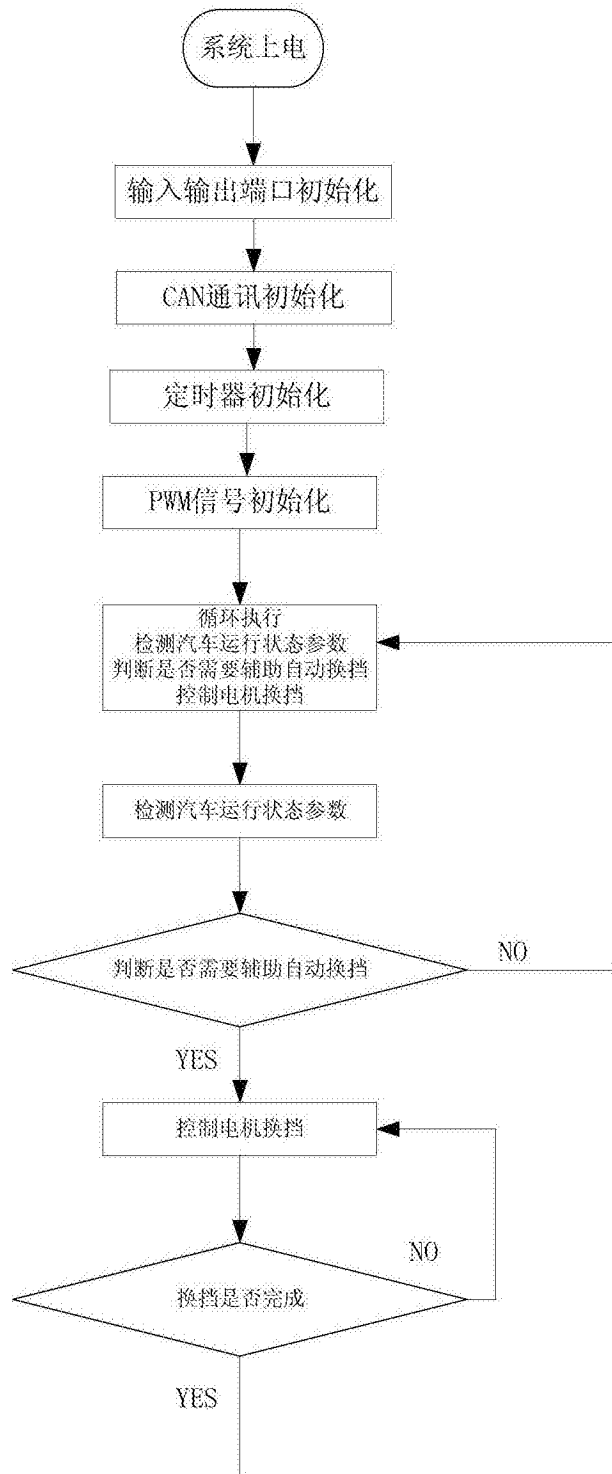 系统上电
输入输出端口初始化
CAN通讯初始化
定时器初始化
PWM信号初始化
循环执行
检测汽车运行状态参数
判断是否需要辅助自动换挡
控制电机换挡
检测汽车运行状态参数
判断是否需要辅助自动换挡
NO
YES
控制电机换挡
NO
换挡是否完成
YES